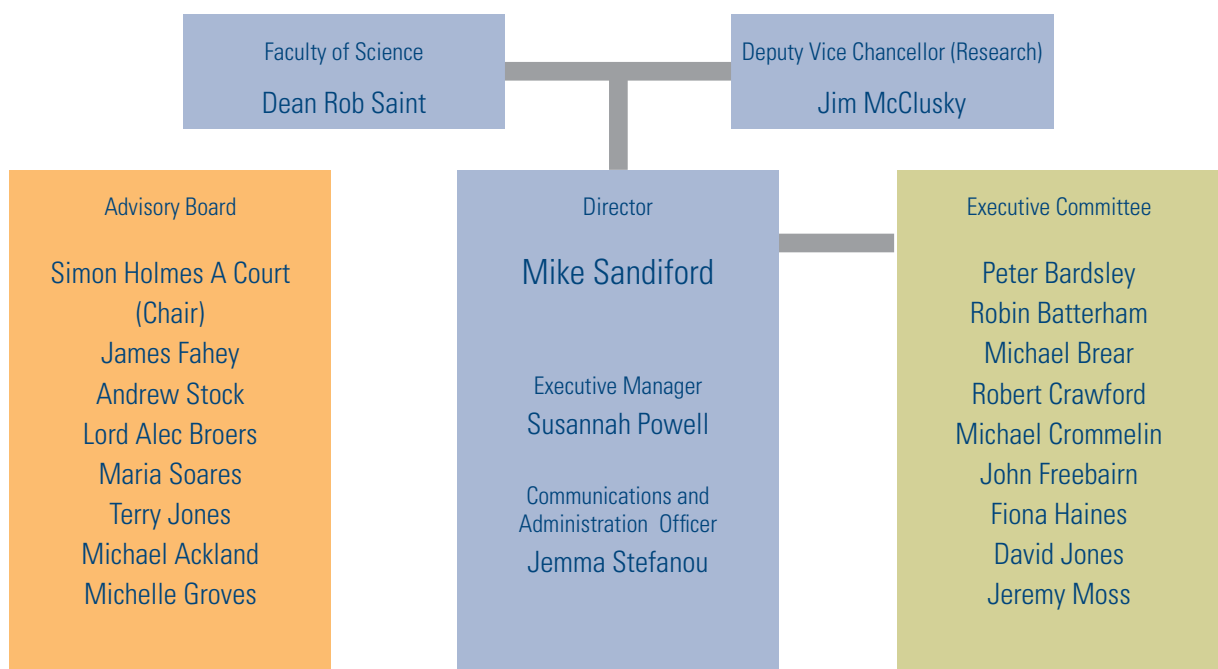 Faculty of Science
Dean Rob Saint
Deputy Vice Chancellor (Research)
Jim McClusky
Advisory Board
Simon Holmes A Court
(Chair)
James Fahey
Andrew Stock
Lord Alec Broers
Maria Soares
Terry Jones
Michael Ackland
Michelle Groves
Director
Mike Sandiford
Executive Manager
Susannah Powell
Communications and
Administration Officer
Jemma Stefanou
Executive Committee
Peter Bardsley
Robin Batterham
Michael Brear
Robert Crawford
Michael Crommelin
John Freebairn
Fiona Haines
David Jones
Jeremy Moss